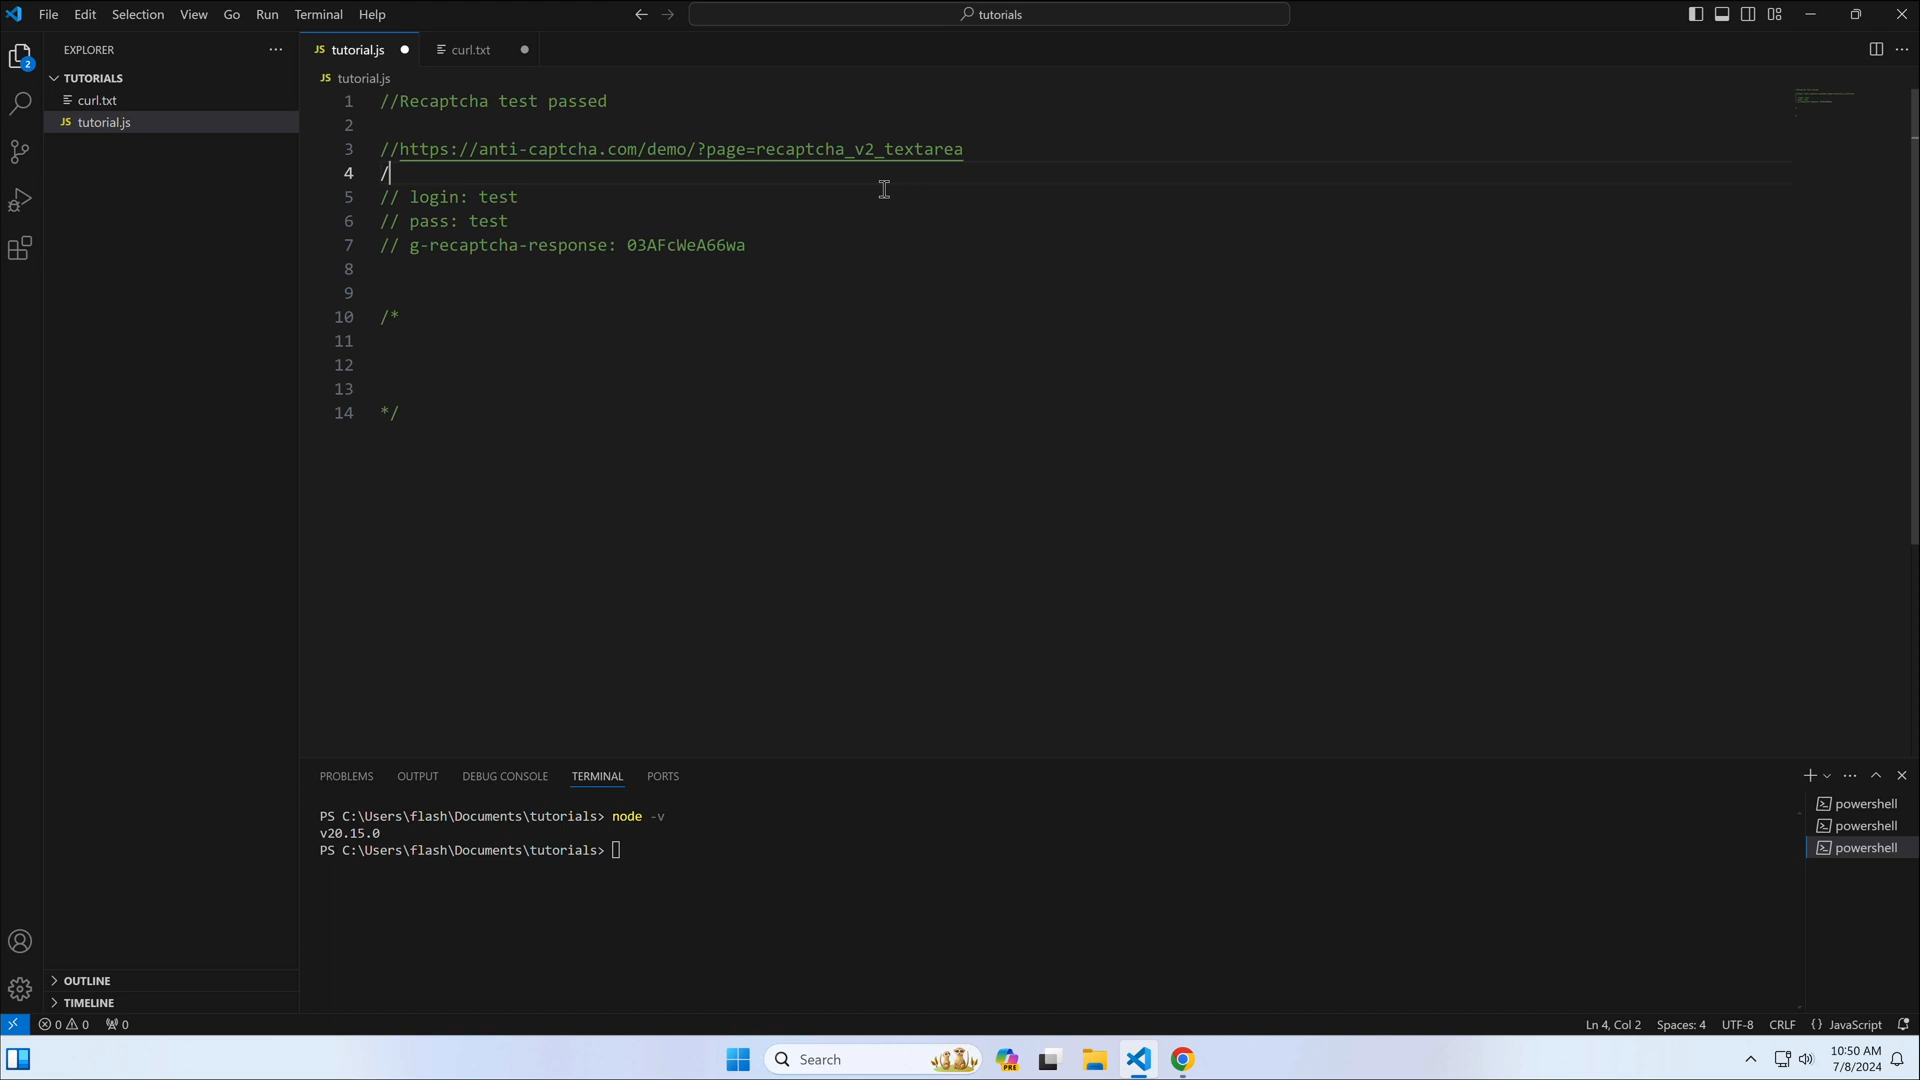 File Edit Selection View Go Run Terminal Help
tutorials
EXPLORER
JS tutorial.js
curl.txt
TUTORIALS
curl.txt
JS tutorial.js
2
JS tutorial.js
1 //Recaptcha test passed
2
3 //https://anti-captcha.com/demo/?page=recaptcha_v2_textarea
4 /
5 // login: test
6 // pass: test
7 // g-recaptcha-response: 03AFcWeA66wa
8
9
10 /*
11
12
13
14 */
PROBLEMS OUTPUT DEBUG CONSOLE TERMINAL PORTS
PS C:\Users\flash\Documents\tutorials> node -v
v20.15.0
PS C:\Users\flash\Documents\tutorials>
powershell
powershell
powershell
OUTLINE
TIMELINE
0 0 0
Ln 4, Col 2 Spaces: 4 UTF-8 CRLF {} JavaScript
Search
PRE
10:50 AM
7/8/2024